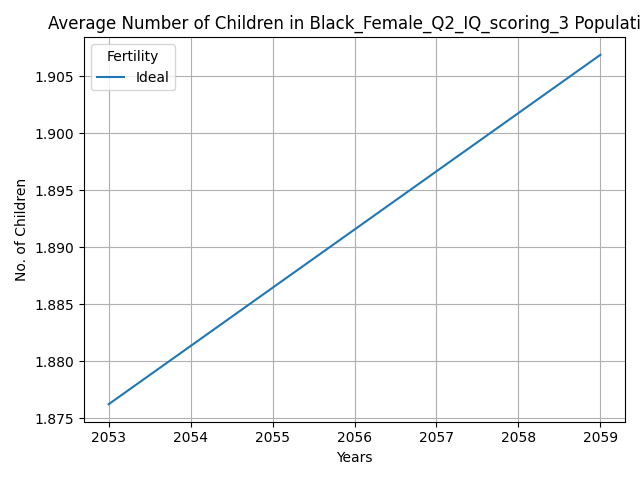 Average Number of Children in Black_Female_Q2_IQ_scoring_3 Populati
Fertility
Ideal
No. of Children
1.905
1.900
1.895
1.890
1.885
1.880
1.875
2053 2054 2055 2056 2057 2058 2059
Years